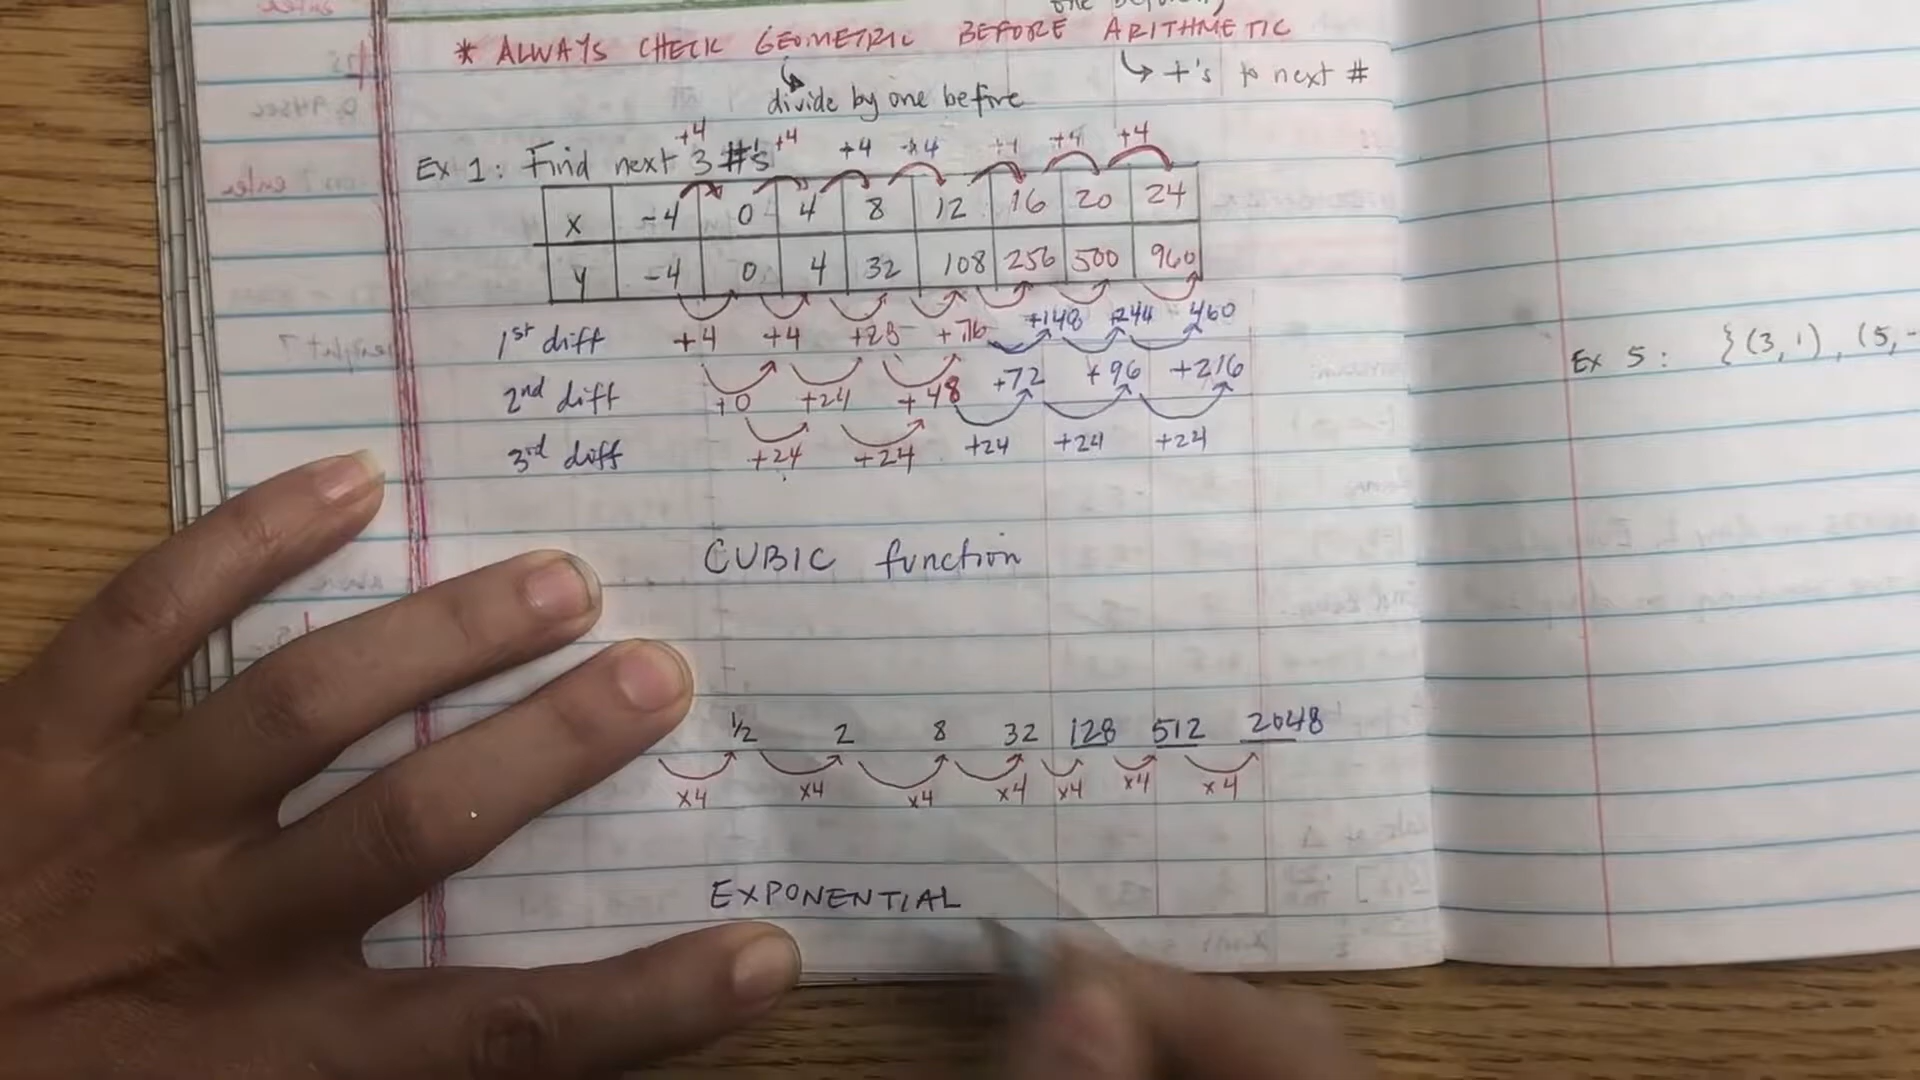 * ALWAYS CHECK GEOMETRIC BEFORE ARITHMETIC
↳ divide by one before
↳ +'s to next #
Ex 1: Find next 3 #'s
+4 +4 +4 +4 +4 +4 +4
x -4 0 4 8 12 16 20 24
y -4 0 4 32 108 256 500 960
1st diff +4 +4 +28 +76 +148 +244 460
2nd diff +0 +24 +48 +72 +96 +216
3rd diff +24 +24 +24 +24 +24
CUBIC function
1/2 2 8 32 128 512 2048
x4 x4 x4 x4 x4 x4 x4
EXPONENTIAL
Ex 5: {(3,1), (5,-